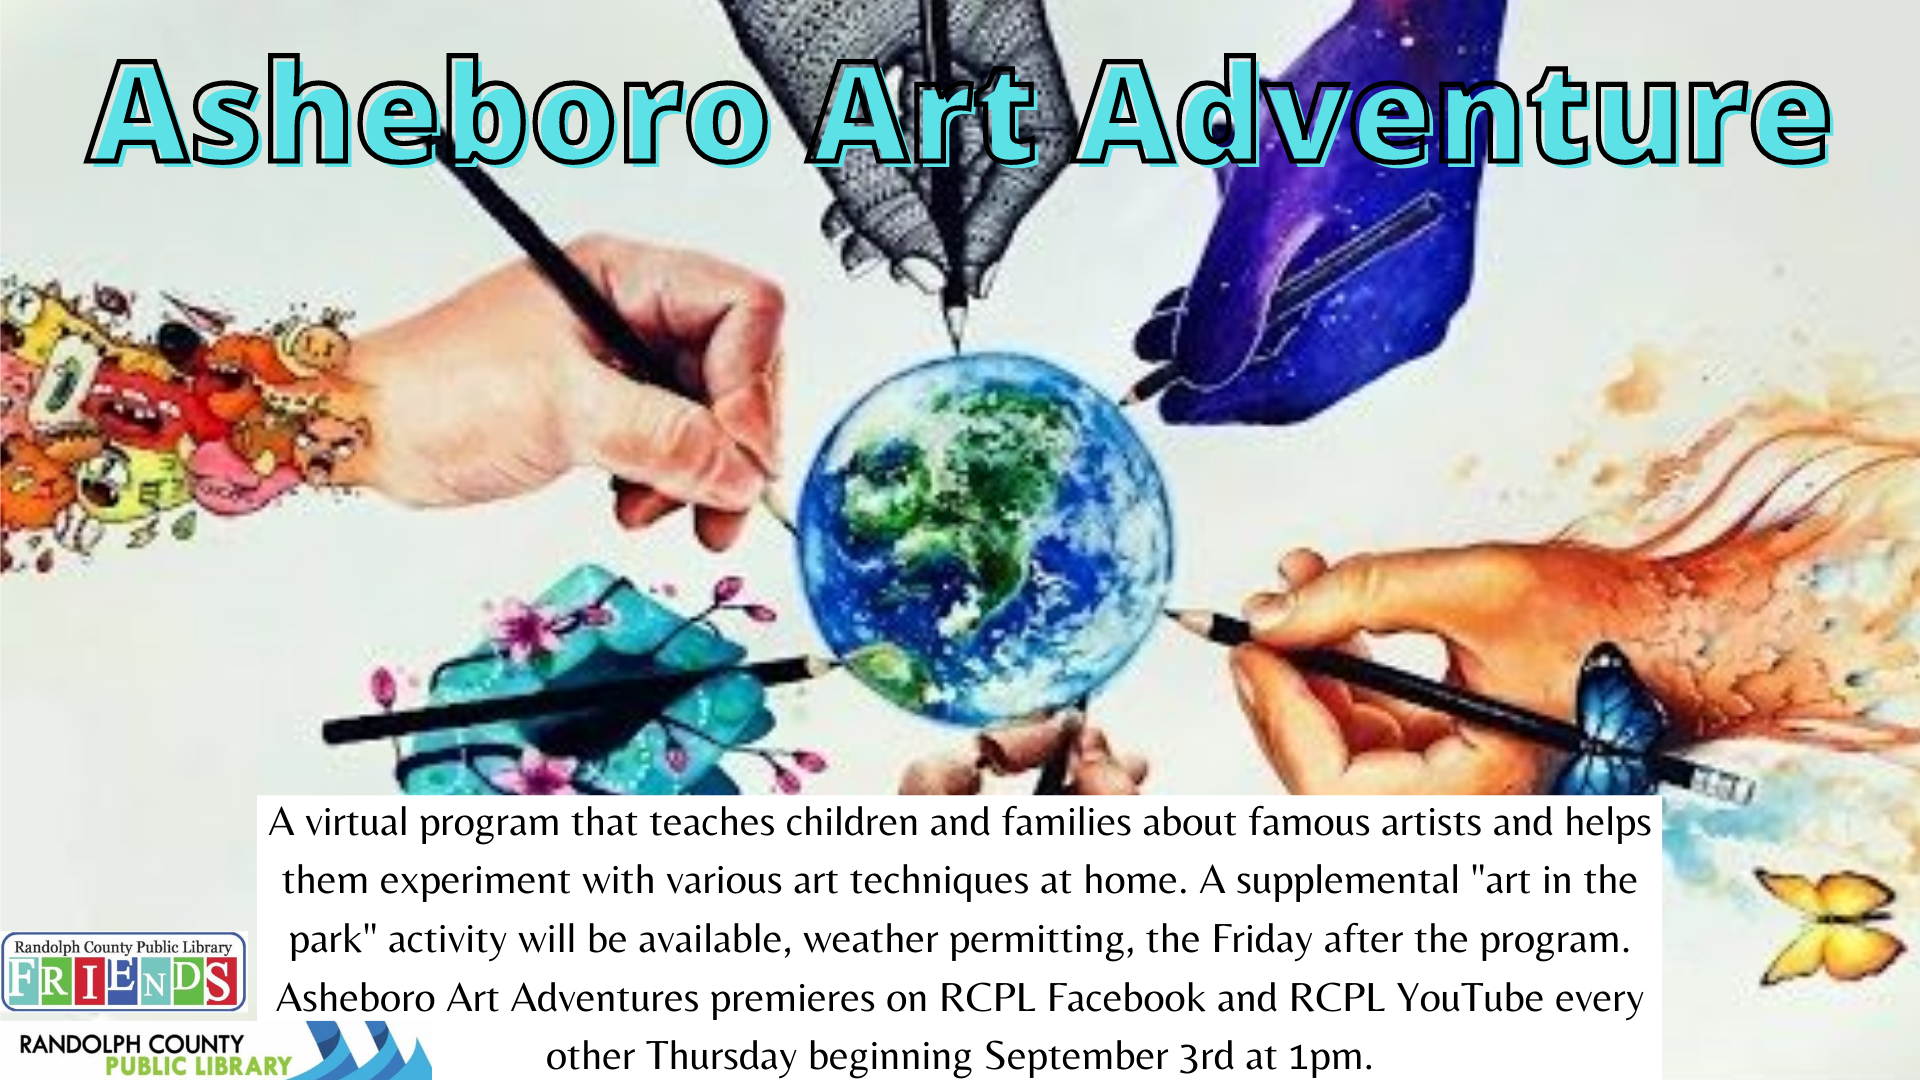 Asheboro Art Adventure
A virtual program that teaches children and families about famous artists and helps
them experiment with various art techniques at home. A supplemental "art in the
park" activity will be available, weather permitting, the Friday after the program.
Asheboro Art Adventures premieres on RCPL Facebook and RCPL YouTube every
other Thursday beginning September 3rd at 1pm.
Randolph County Public Library
FRIENDS
RANDOLPH COUNTY
PUBLIC LIBRARY